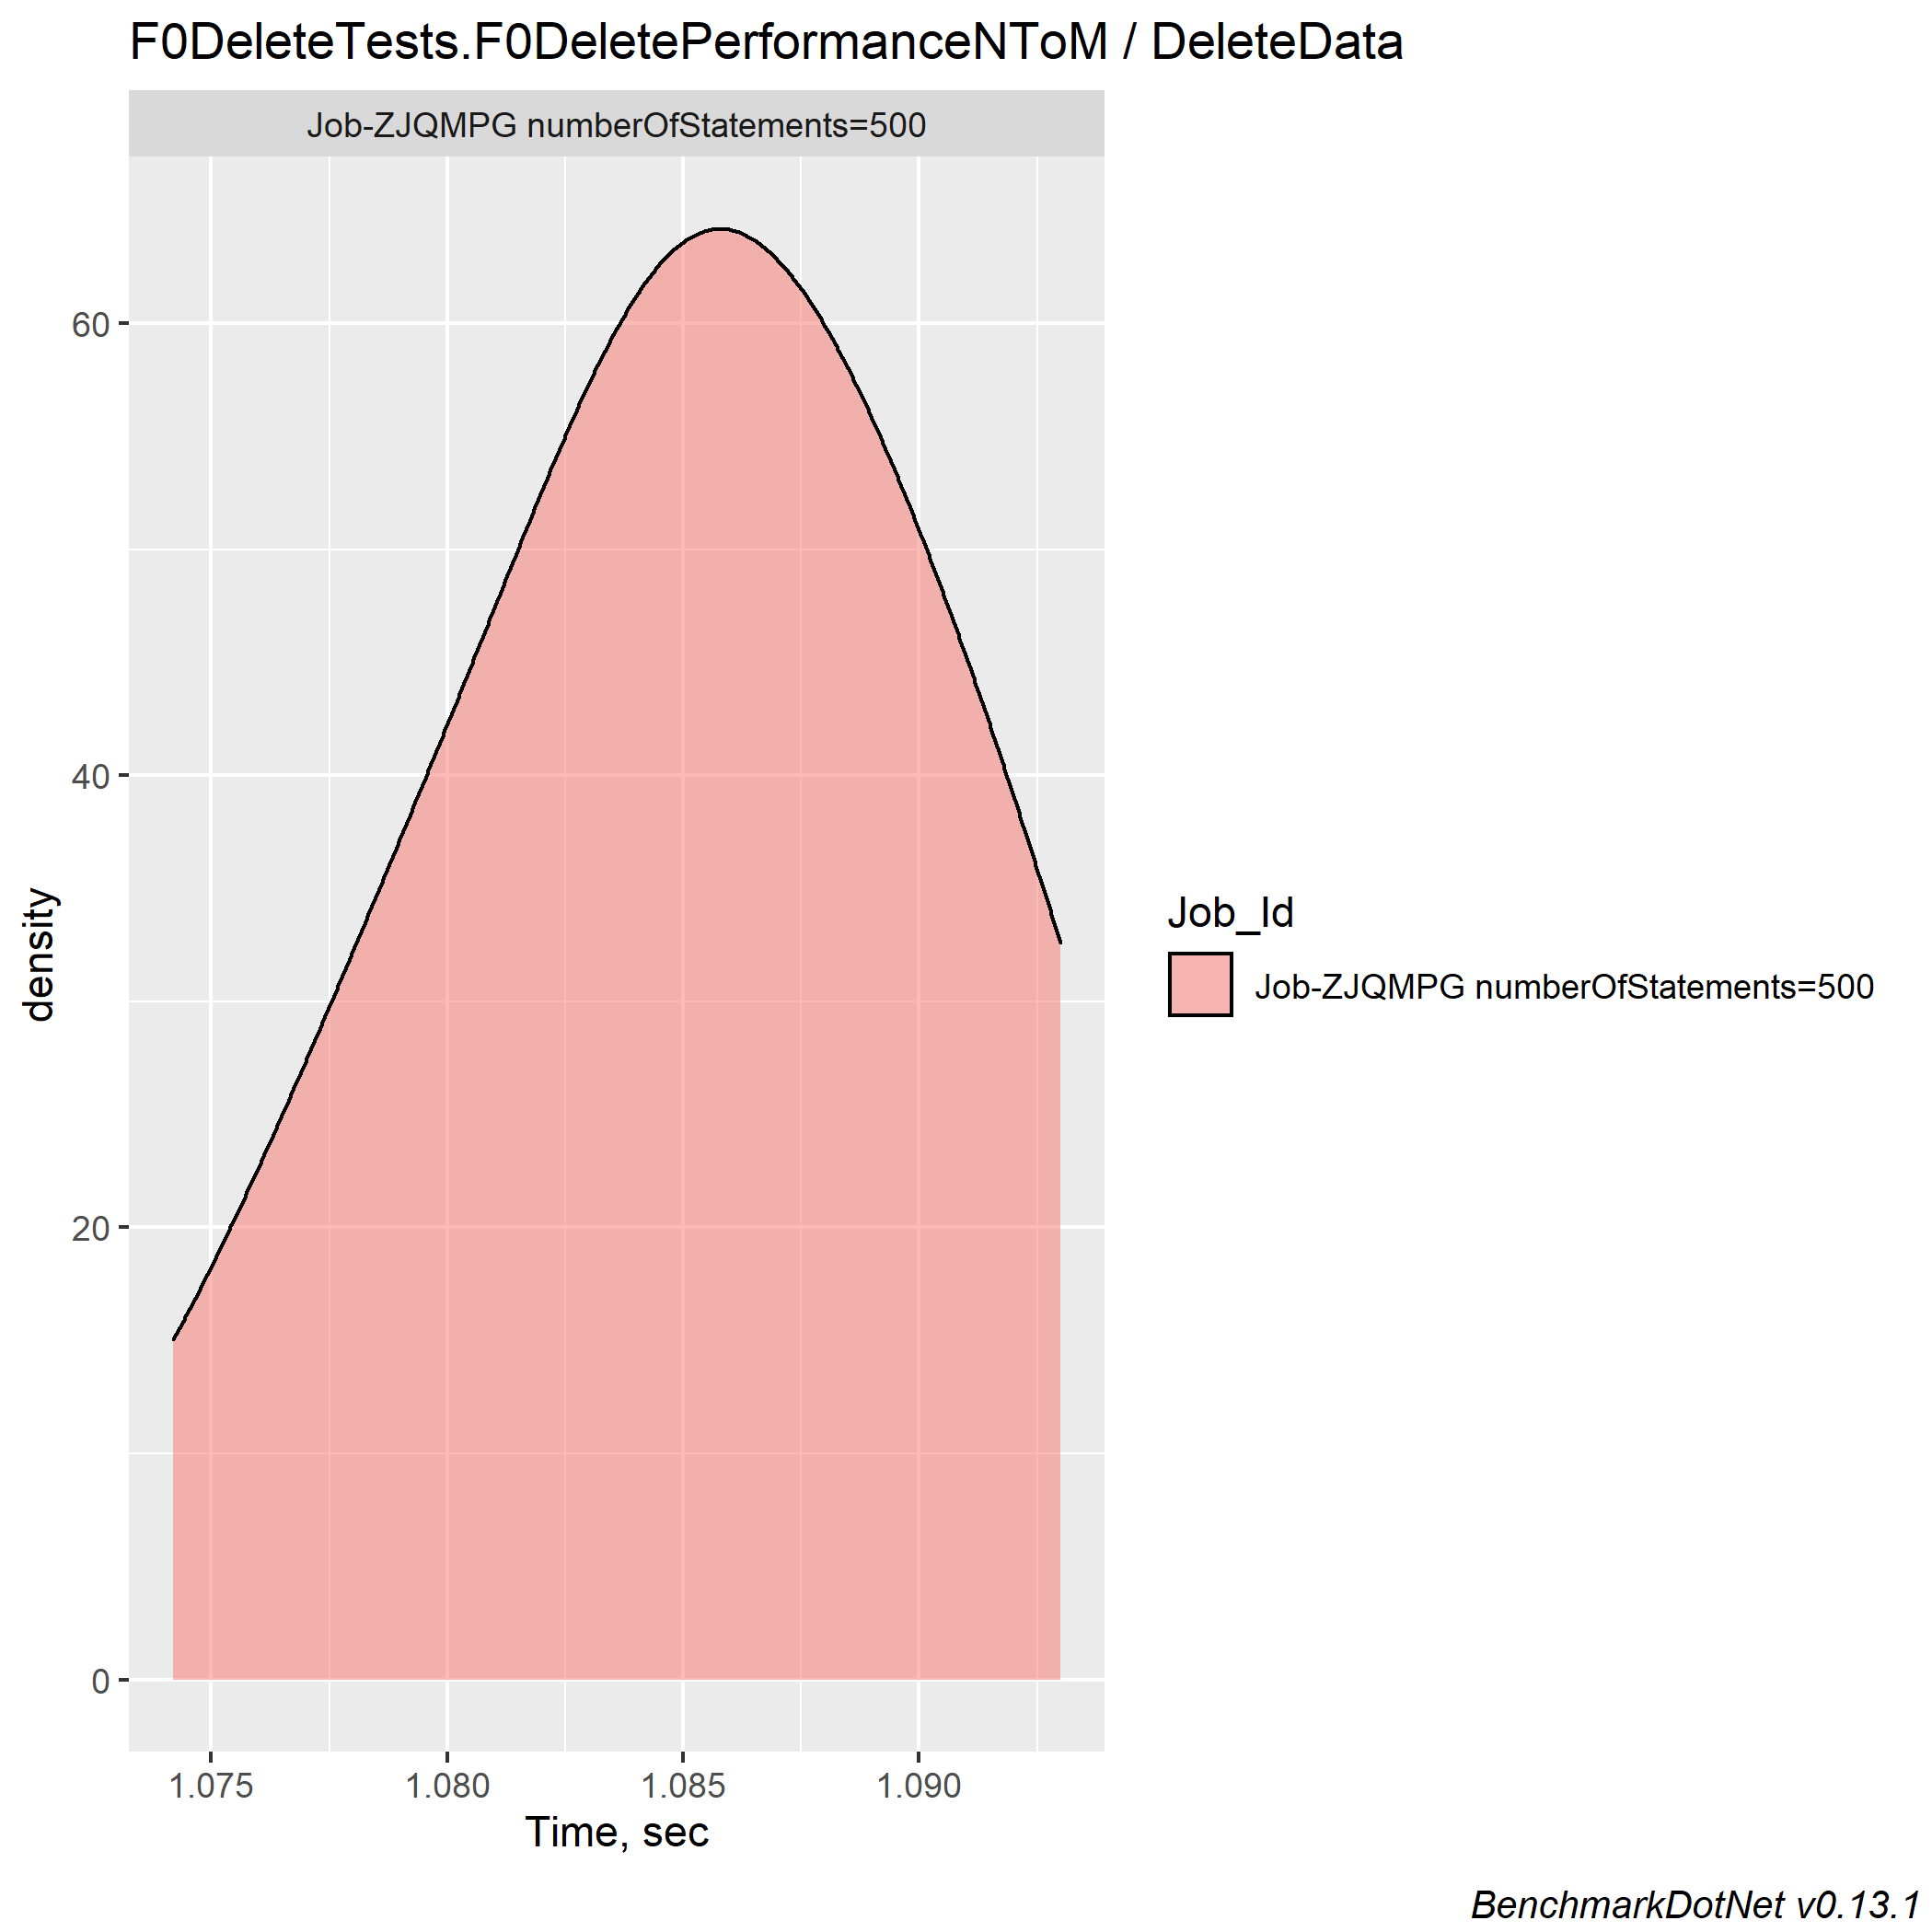 F0DeleteTests.F0DeletePerformanceNToM / DeleteData
Job-ZJQMPG numberOfStatements=500
60
40
20
0
density
1.075 1.080 1.085 1.090
Time, sec
Job_Id
Job-ZJQMPG numberOfStatements=500
BenchmarkDotNet v0.13.1